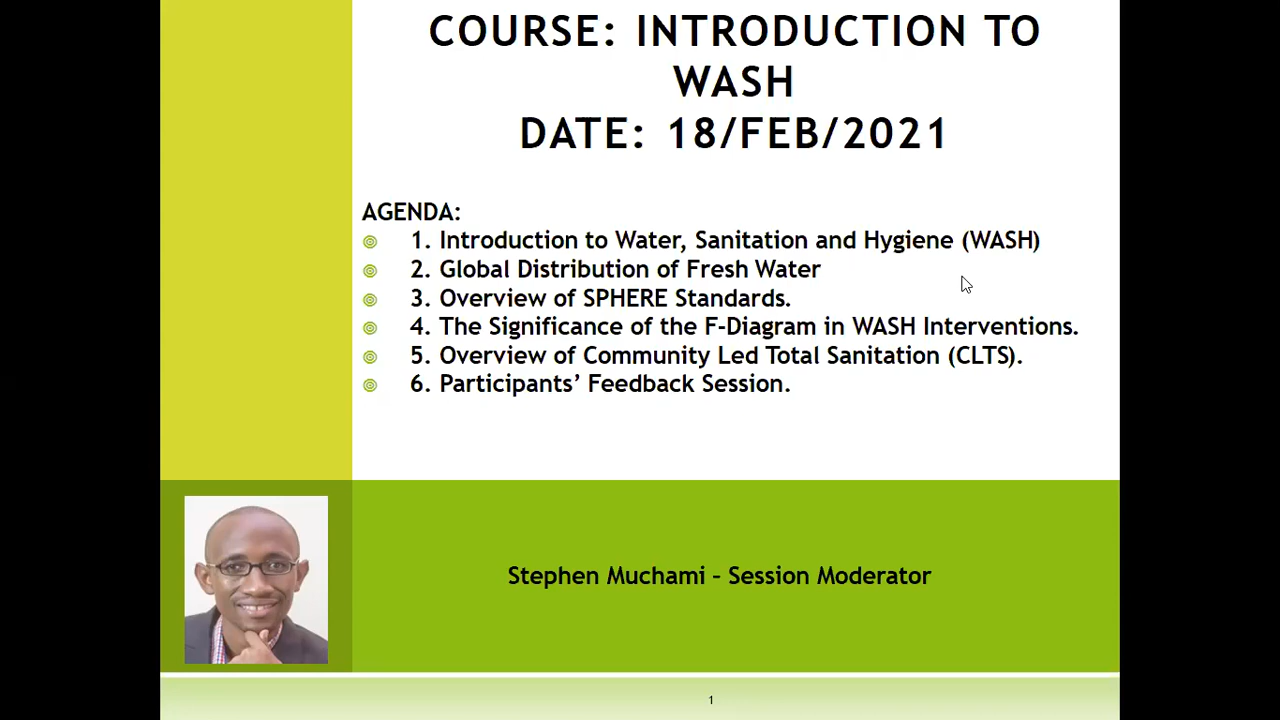 COURSE: INTRODUCTION TO
WASH
DATE: 18/FEB/2021
AGENDA:
1. Introduction to Water, Sanitation and Hygiene (WASH)
2. Global Distribution of Fresh Water
3. Overview of SPHERE Standards.
4. The Significance of the F-Diagram in WASH Interventions.
5. Overview of Community Led Total Sanitation (CLTS).
6. Participants’ Feedback Session.
Stephen Muchami – Session Moderator
1